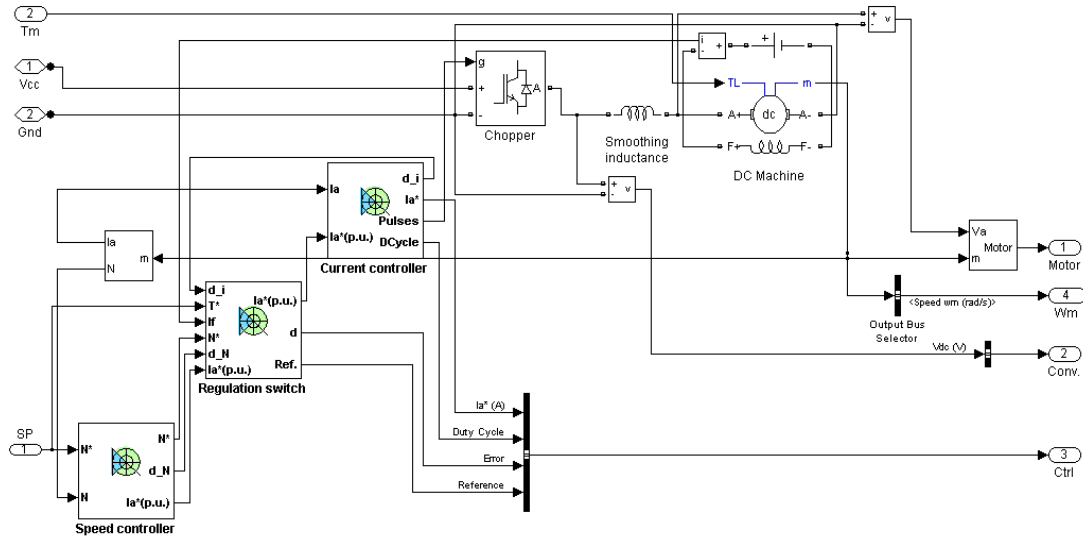 2
Tm
1
Vcc
2
Gnd
g
+
-
A
Chopper
Smoothing
inductance
i
-
+
+
TL
m
A+
dc
A-
F+
F-
DC Machine
+
-
v
+
-
v
Ia
d_i
Ia*
Pulses
Ia*(p.u.)
DCycle
Current controller
Ia
N
m
d_i
T*
If
N*
d_N
Ia*(p.u.)
Ia*(p.u.)
d
Ref.
Regulation switch
SP
1
N*
N
N*
d_N
Ia*(p.u.)
Speed controller
Ia* (A)
Duty Cycle
Error
Reference
Va
m
Motor
1
Motor
<Speed wm (rad/s)>
Output Bus
Selector
4
Wm
Vdc (V)
2
Conv.
3
Ctrl